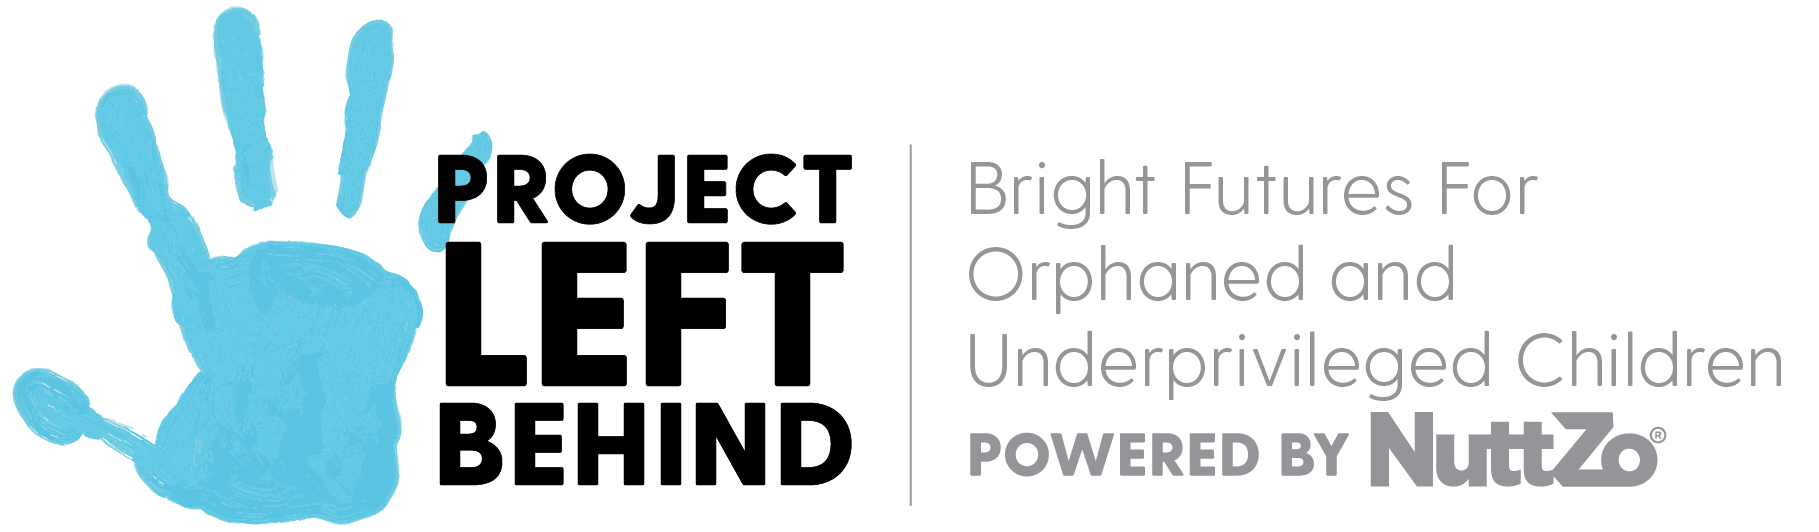 PROJECT
LEFT
BEHIND
Bright Futures For
Orphaned and
Underprivileged Children
POWERED BY NuttZo®